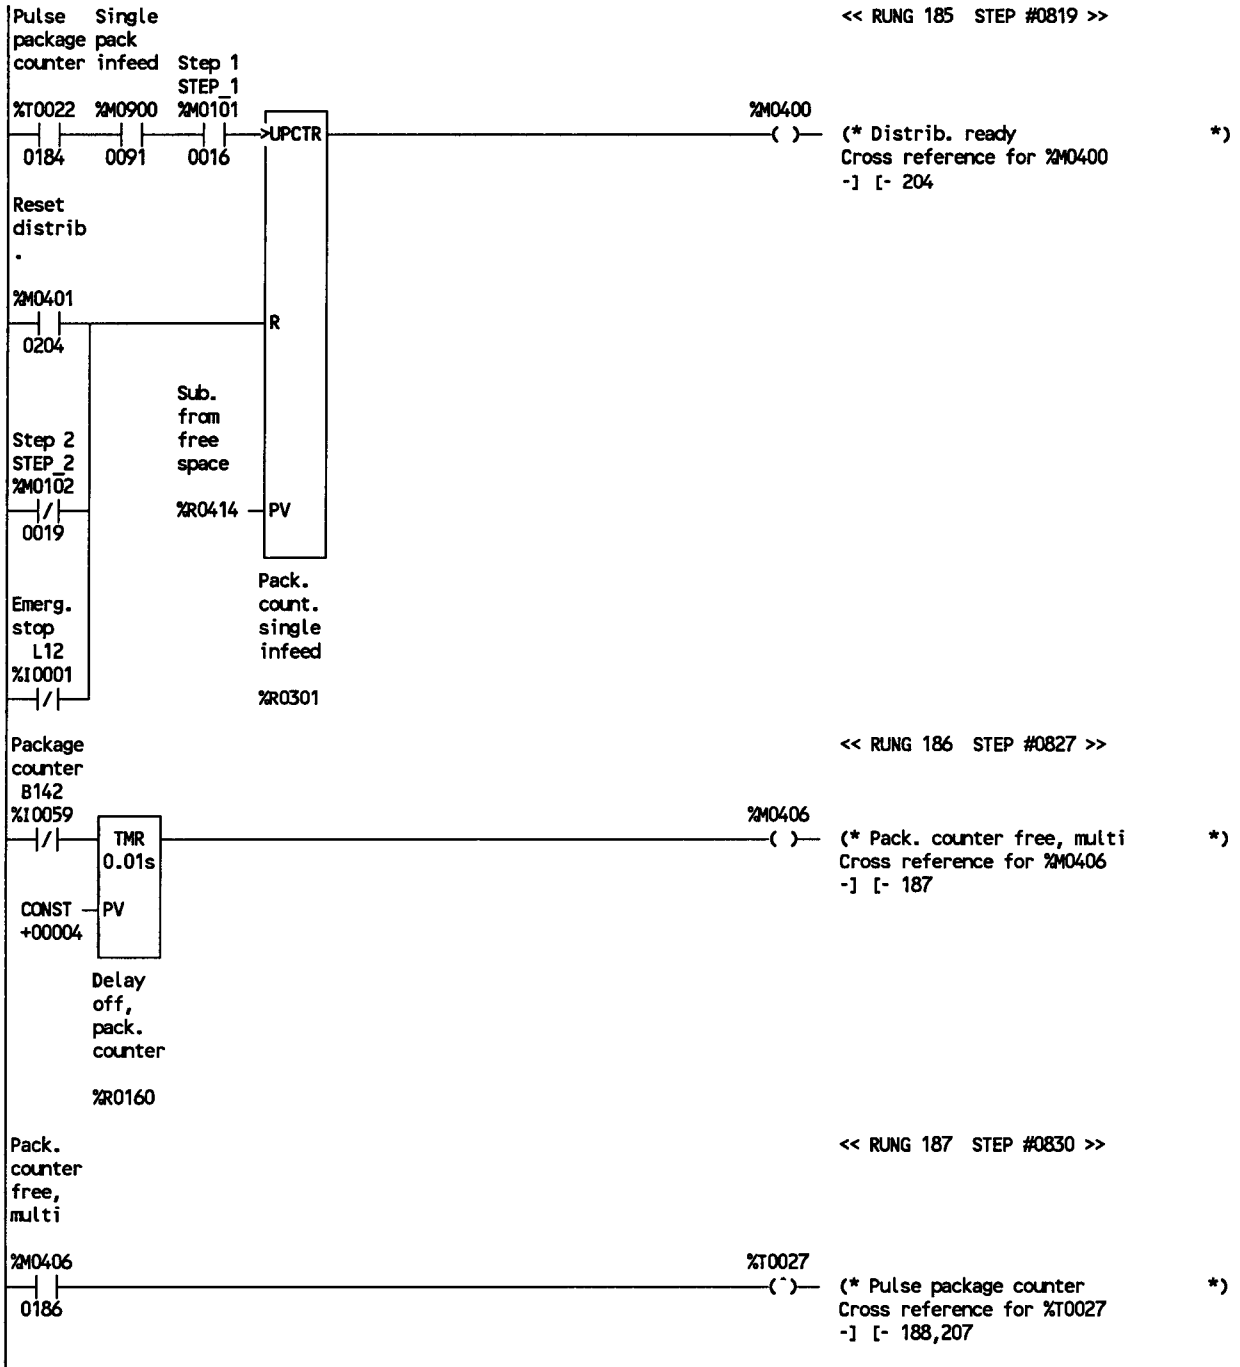 Pulse Single << RUNG 185 STEP #0819 >>
package pack
counter infeed Step 1
STEP_1
%T0022 %M0900 %M0101 %M0400
>UPCTR ( ) (* Distrib. ready *)
0184 0091 0016 Cross reference for %M0400
-] [- 204
Reset
distrib
.
%M0401
R
0204
Sub.
from
Step 2 free
STEP_2 space
%M0102
%R0414 PV
0019
Pack.
Emerg. count.
stop single
L12 infeed
%I0001
%R0301
Package << RUNG 186 STEP #0827 >>
counter
B142
%I0059 %M0406
TMR ( ) (* Pack. counter free, multi *)
0.01s Cross reference for %M0406
-] [- 187
CONST PV
+00004
Delay
off,
pack.
counter
%R0160
Pack. << RUNG 187 STEP #0830 >>
counter
free,
multi
%M0406 %T0027
(^) (* Pulse package counter *)
0186 Cross reference for %T0027
-] [- 188,207